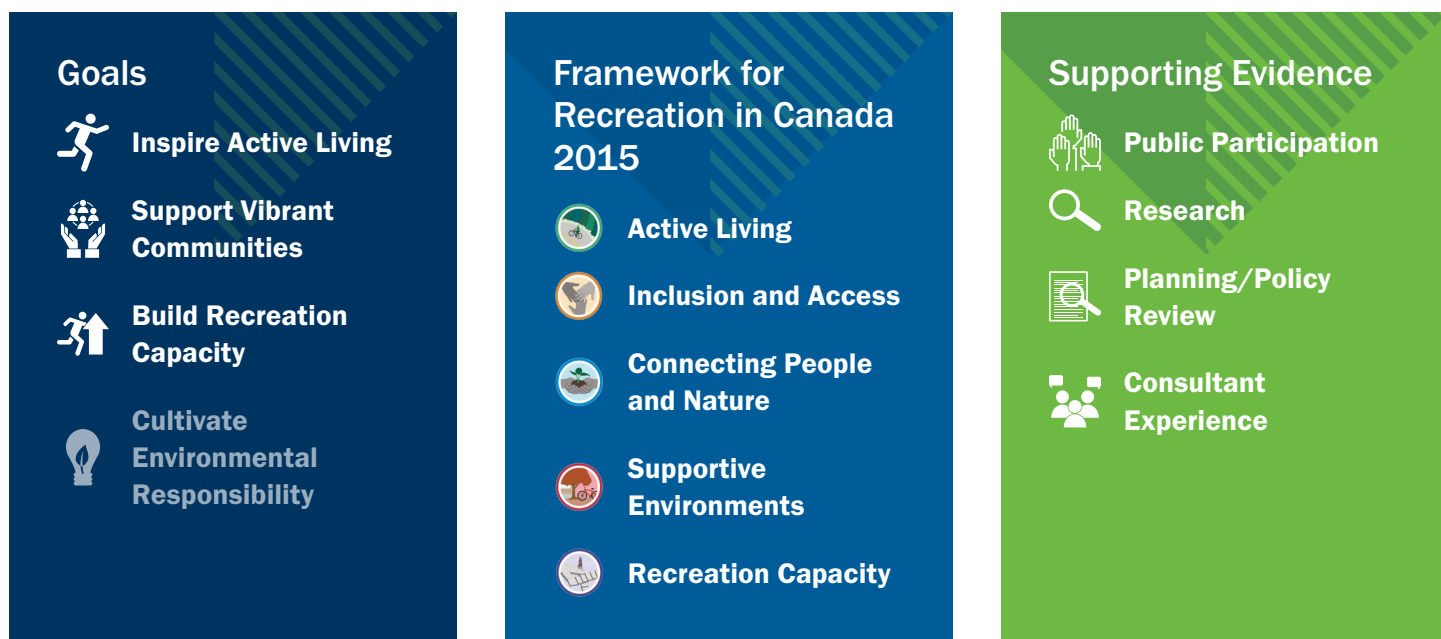 Goals
Inspire Active Living
Support Vibrant
Communities
Build Recreation
Capacity
Cultivate
Environmental
Responsibility
Framework for
Recreation in Canada
2015
Active Living
Inclusion and Access
Connecting People
and Nature
Supportive
Environments
Recreation Capacity
Supporting Evidence
Public Participation
Research
Planning/Policy
Review
Consultant
Experience